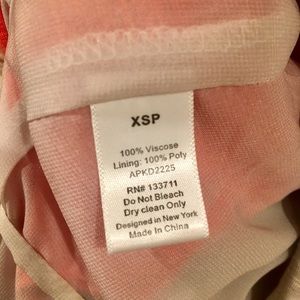 XSP
100% Viscose
Lining: 100% Poly
APKD2225
RN# 133711
Do Not Bleach
Dry clean Only
Designed in New York
Made In China